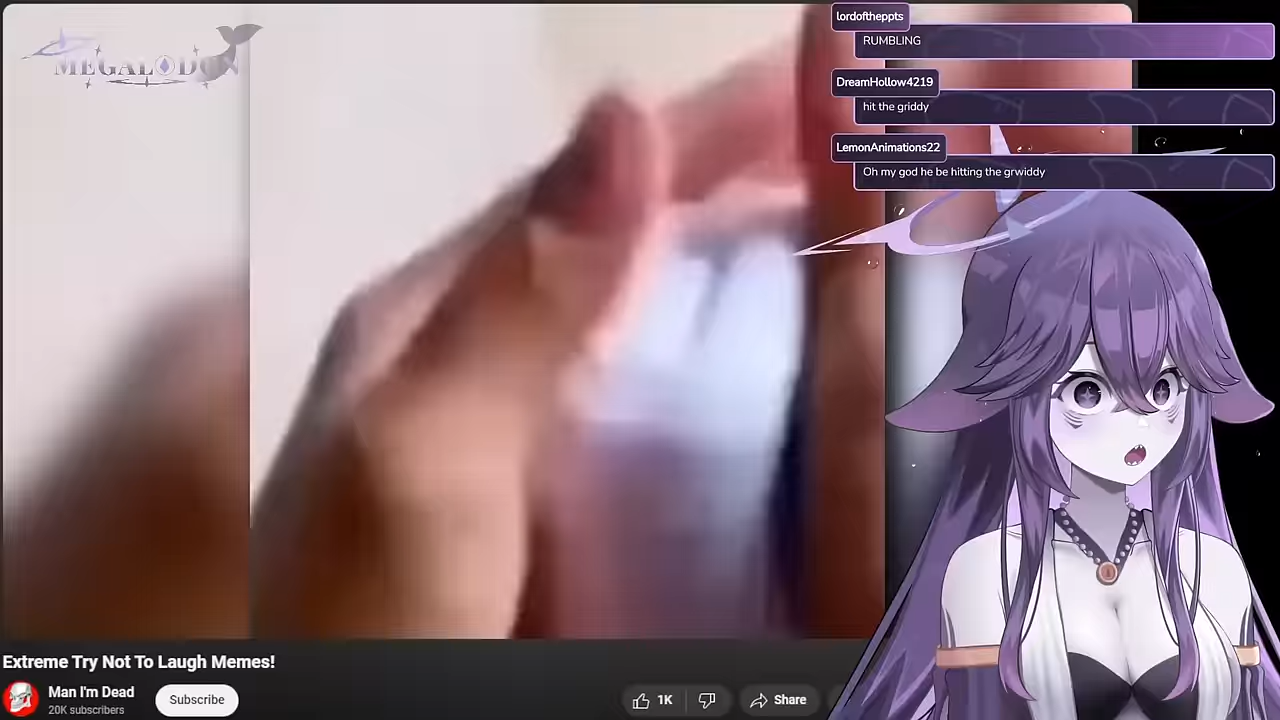 MEGALODON
lordoftheppts
RUMBLING
DreamHollow4219
hit the griddy
LemonAnimations22
Oh my god he be hitting the grwiddy
Extreme Try Not To Laugh Memes!
Man I'm Dead
20K subscribers
Subscribe
1K
Share